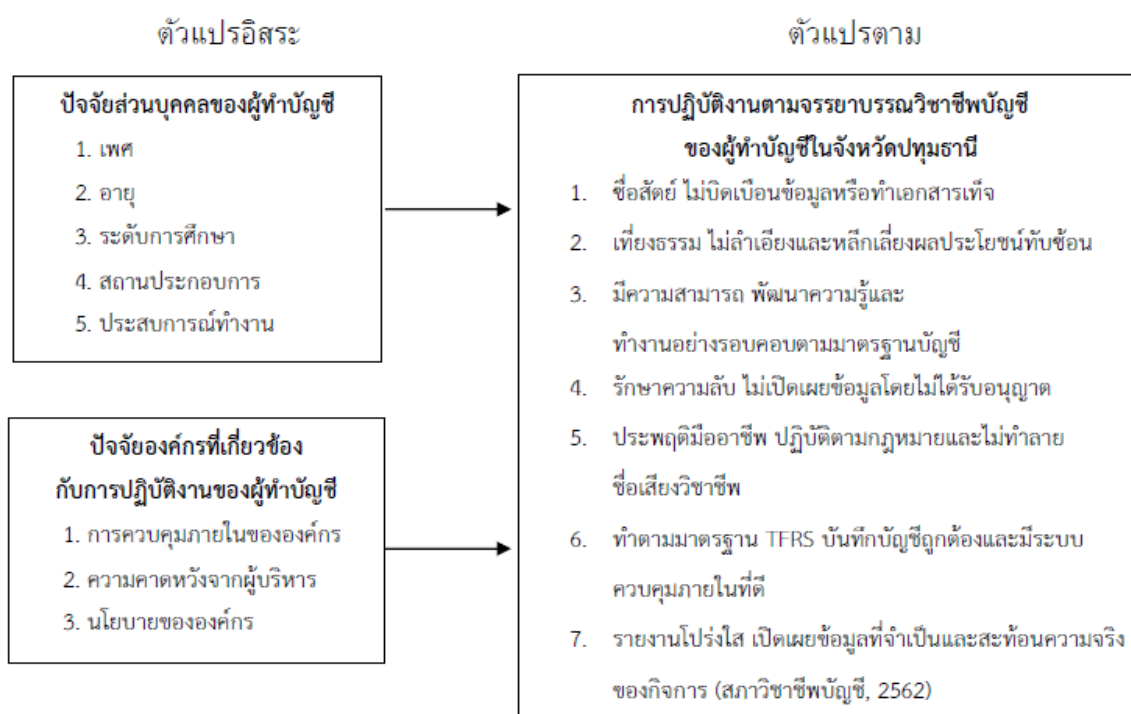 ตัวแปรอิสระ
ปัจจัยส่วนบุคคลของผู้ทำบัญชี
1. เพศ
2. อายุ
3. ระดับการศึกษา
4. สถานประกอบการ
5. ประสบการณ์ทำงาน
ปัจจัยองค์กรที่เกี่ยวข้อง
กับการปฏิบัติงานของผู้ทำบัญชี
1. การควบคุมภายในขององค์กร
2. ความคาดหวังจากผู้บริหาร
3. นโยบายขององค์กร
ตัวแปรตาม
การปฏิบัติงานตามจรรยาบรรณวิชาชีพบัญชี
ของผู้ทำบัญชีในจังหวัดปทุมธานี
1. ซื่อสัตย์ ไม่บิดเบือนข้อมูลหรือทำเอกสารเท็จ
2. เที่ยงธรรม ไม่ลำเอียงและหลีกเลี่ยงผลประโยชน์ทับซ้อน
3. มีความสามารถ พัฒนาความรู้และ
ทำงานอย่างรอบคอบตามมาตรฐานบัญชี
4. รักษาความลับ ไม่เปิดเผยข้อมูลโดยไม่ได้รับอนุญาต
5. ประพฤติมืออาชีพ ปฏิบัติตามกฎหมายและไม่ทำลาย
ชื่อเสียงวิชาชีพ
6. ทำตามมาตรฐาน TFRS บันทึกบัญชีถูกต้องและมีระบบ
ควบคุมภายในที่ดี
7. รายงานโปร่งใส เปิดเผยข้อมูลที่จำเป็นและสะท้อนความจริง
ของกิจการ (สภาวิชาชีพบัญชี, 2562)